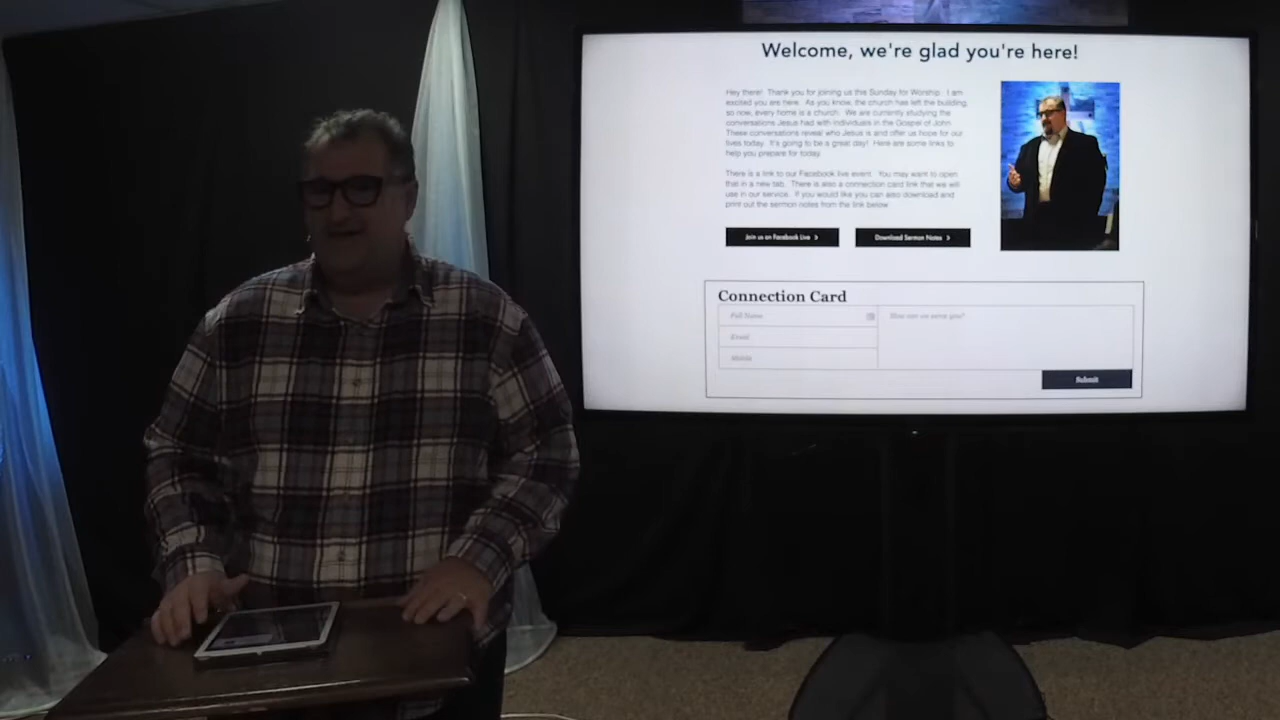 Welcome, we're glad you're here!
Hey there! Thank you for joining us this Sunday for Worship. I am
excited you are here. As you know, the church has left the building,
so now, every home is a church. We are currently studying the
conversations Jesus had with individuals in the Gospel of John
These conversations reveal who Jesus is and offer us hope for our
lives today. It's going to be a great day! Here are some links to
help you prepare for today.
There is a link to our Facebook live event. You may want to open
that in a new tab. There is also a connection card link that we will
use in our service. If you would like you can also download and
print out the sermon notes from the link below
Join us on Facebook Live >
Download Sermon Notes >
Connection Card
Full Name
How can we serve you?
Email
Mobile
Submit